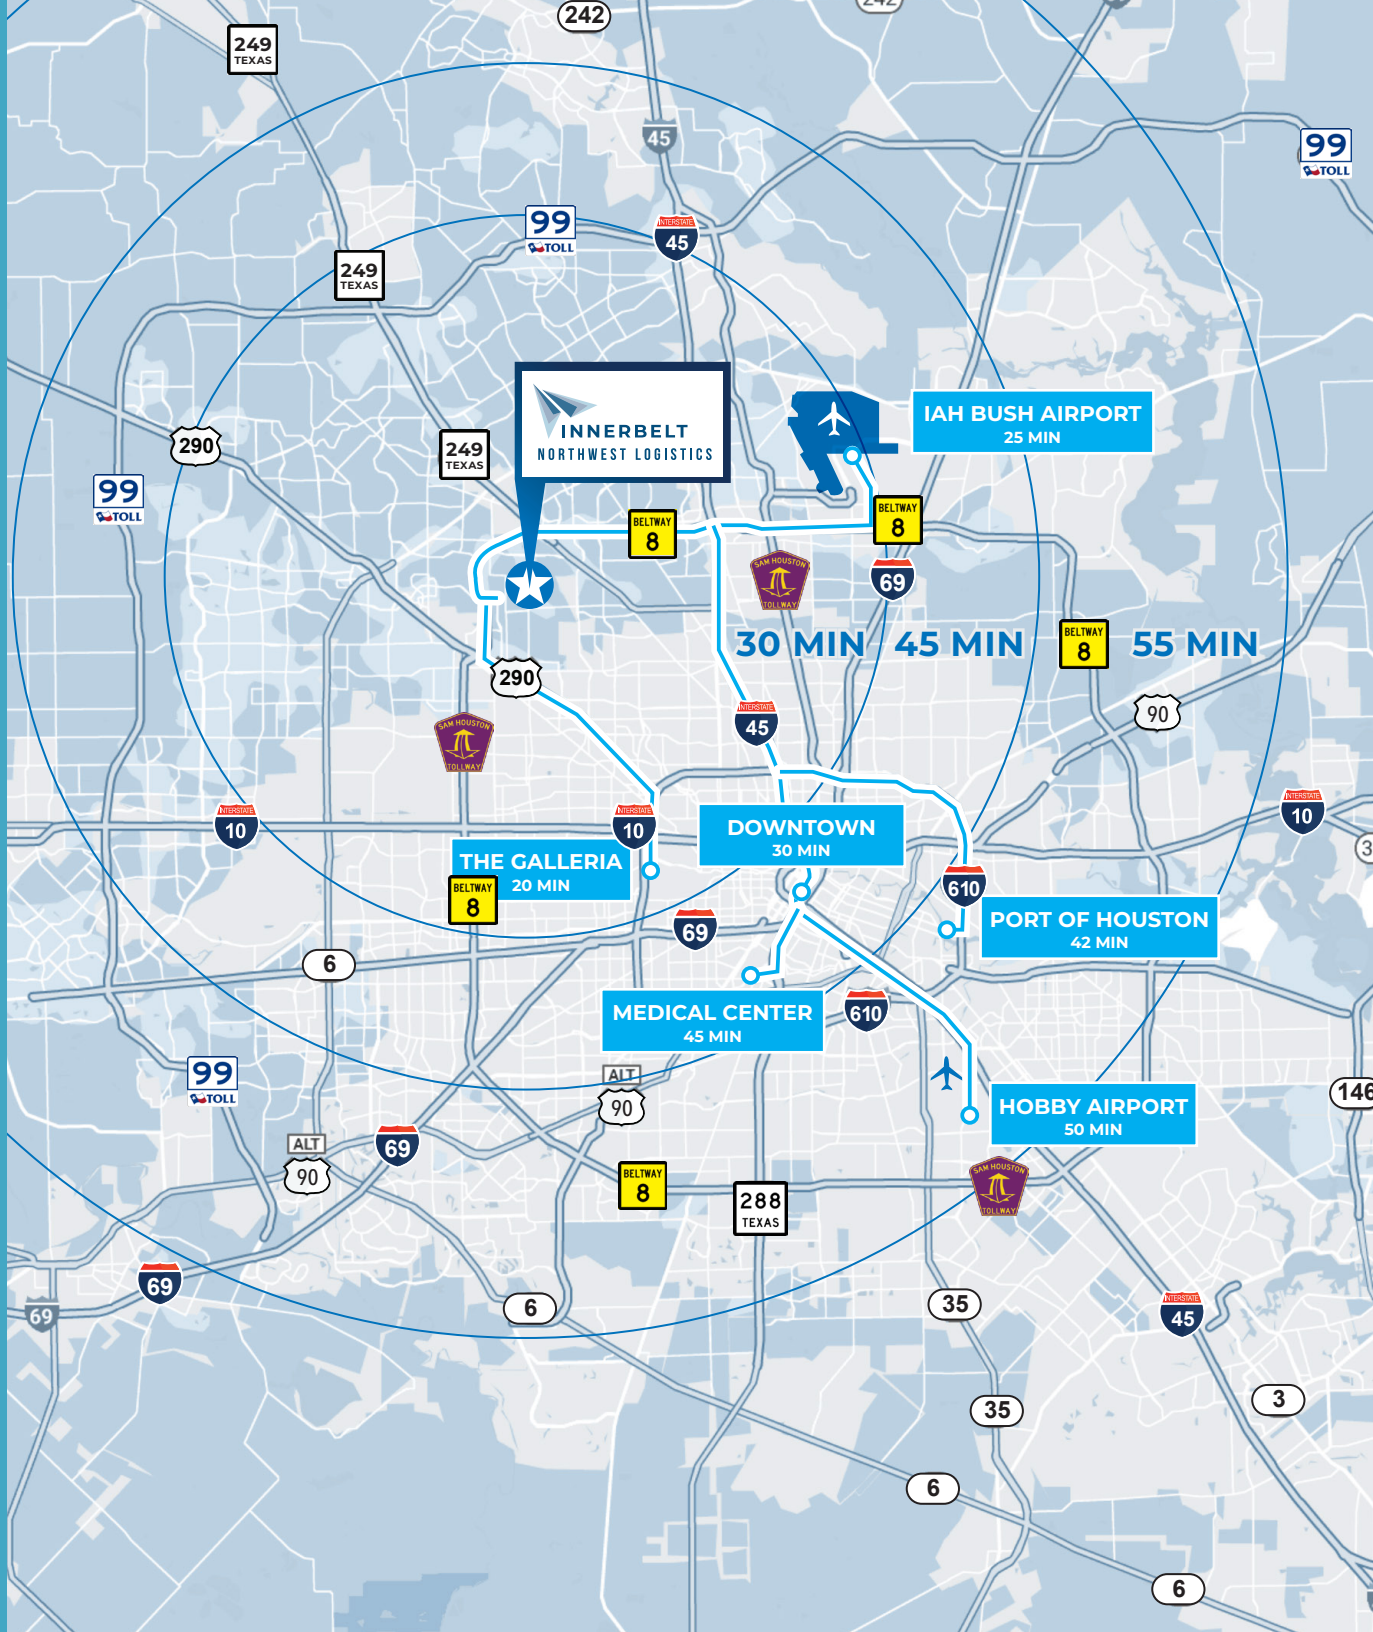 242
242
249
TEXAS
45
99
TOLL
99
TOLL
INTERSTATE
45
249
TEXAS
INNERBELT
NORTHWEST LOGISTICS
IAH BUSH AIRPORT
25 MIN
290
249
TEXAS
99
TOLL
BELTWAY
8
BELTWAY
8
SAM HOUSTON
TOLLWAY
69
30 MIN
45 MIN
BELTWAY
8
55 MIN
290
90
INTERSTATE
45
SAM HOUSTON
TOLLWAY
INTERSTATE
10
INTERSTATE
10
INTERSTATE
10
DOWNTOWN
30 MIN
THE GALLERIA
20 MIN
BELTWAY
8
610
PORT OF HOUSTON
42 MIN
69
6
MEDICAL CENTER
45 MIN
610
99
TOLL
ALT
90
146
HOBBY AIRPORT
50 MIN
ALT
90
69
BELTWAY
8
SAM HOUSTON
TOLLWAY
288
TEXAS
69
69
6
35
INTERSTATE
45
3
35
6
6